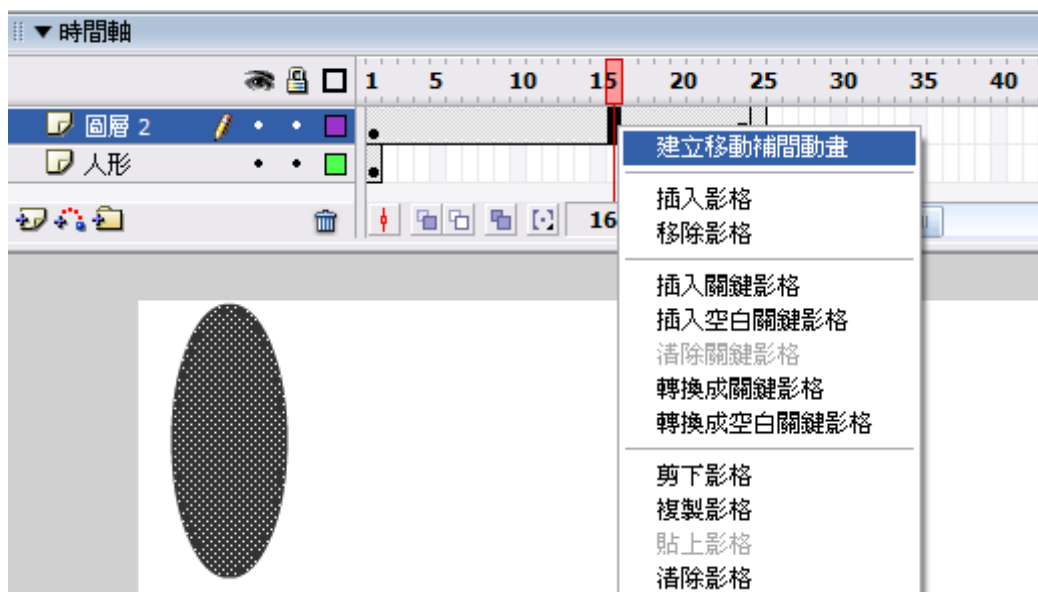 時間軸
1 5 10 15 20 25 30 35 40
圖層 2
人形
16
建立移動補間動畫
插入影格
移除影格
插入關鍵影格
插入空白關鍵影格
清除關鍵影格
轉換成關鍵影格
轉換成空白關鍵影格
剪下影格
複製影格
貼上影格
清除影格